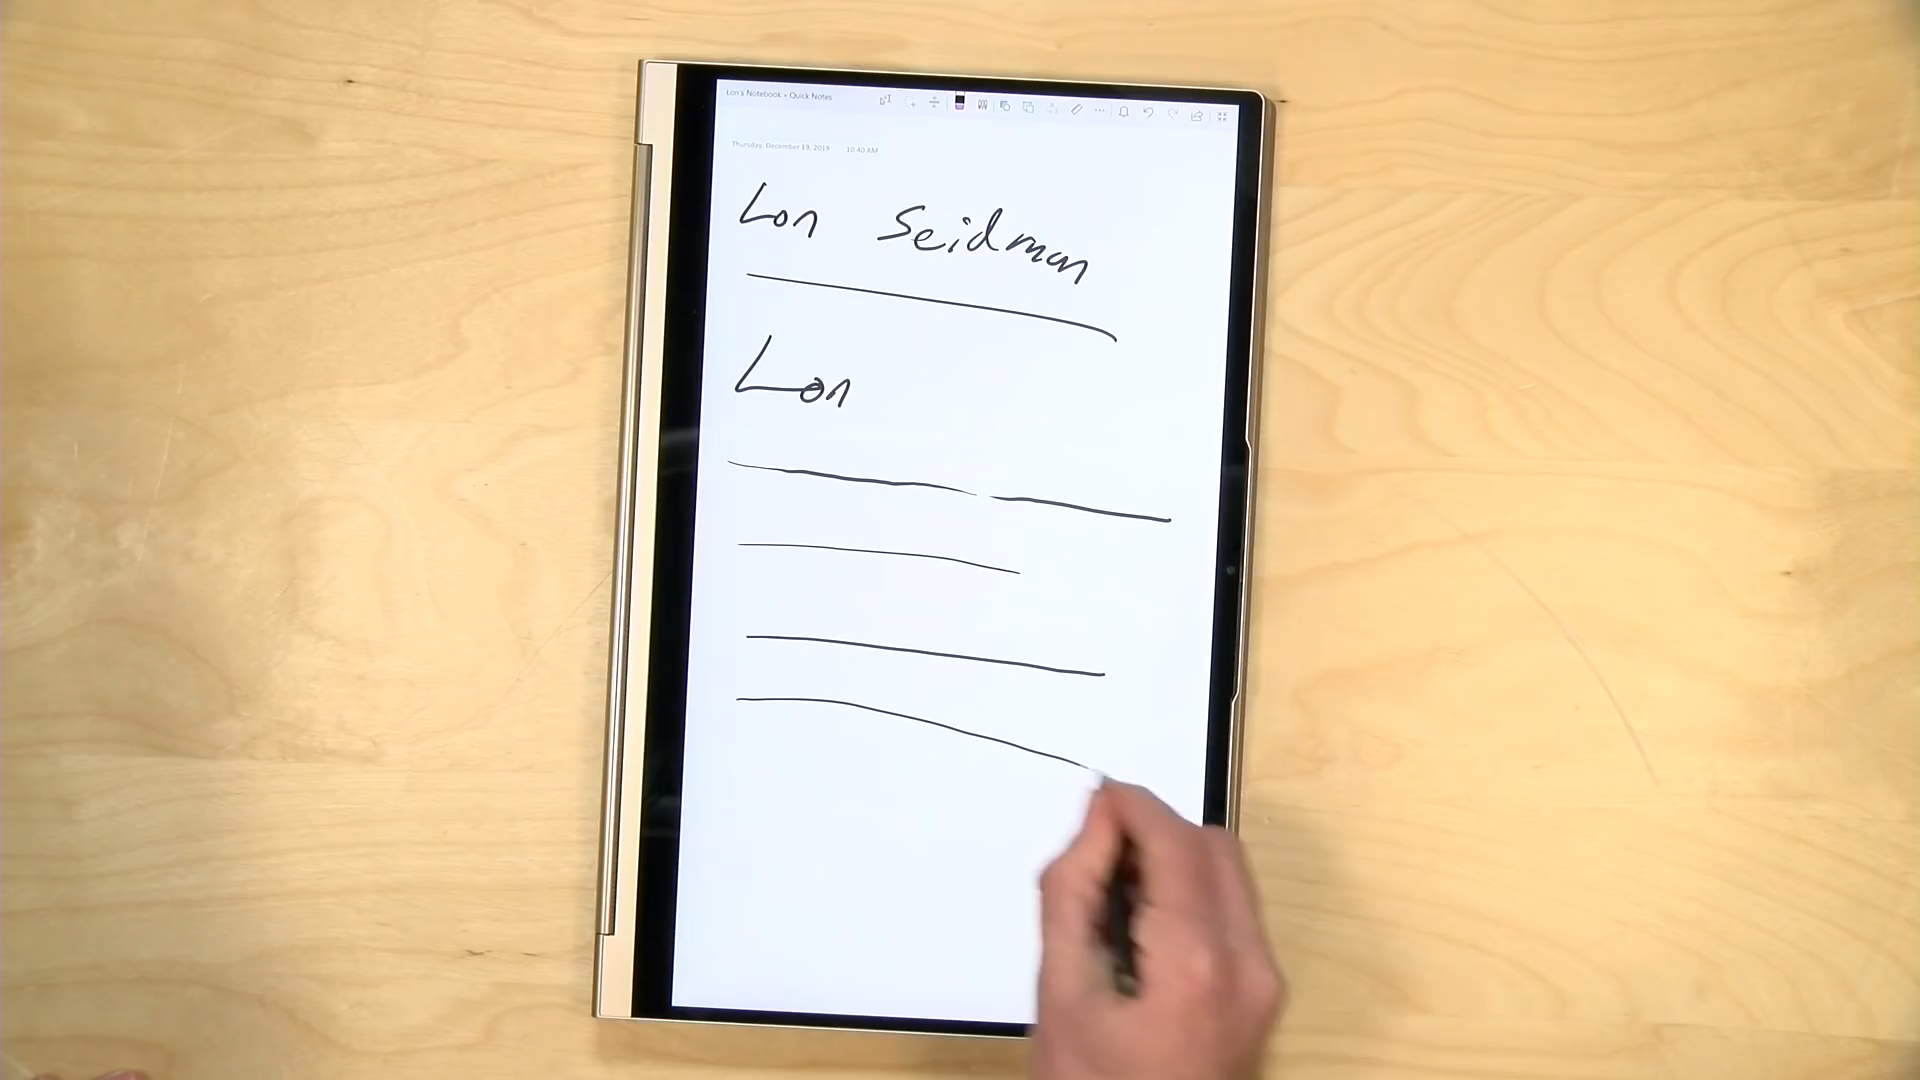 Lon's Notebook » Quick Notes
Thursday, December 19, 2019 10:40 AM
Lon Seidman
Lon